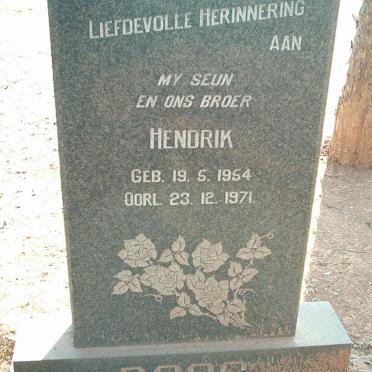 LIEFDEVOLLE HERINNERING
AAN
MY SEUN
EN ONS BROER
HENDRIK
GEB. 19. 5. 1954
OORL. 23. 12. 1971.